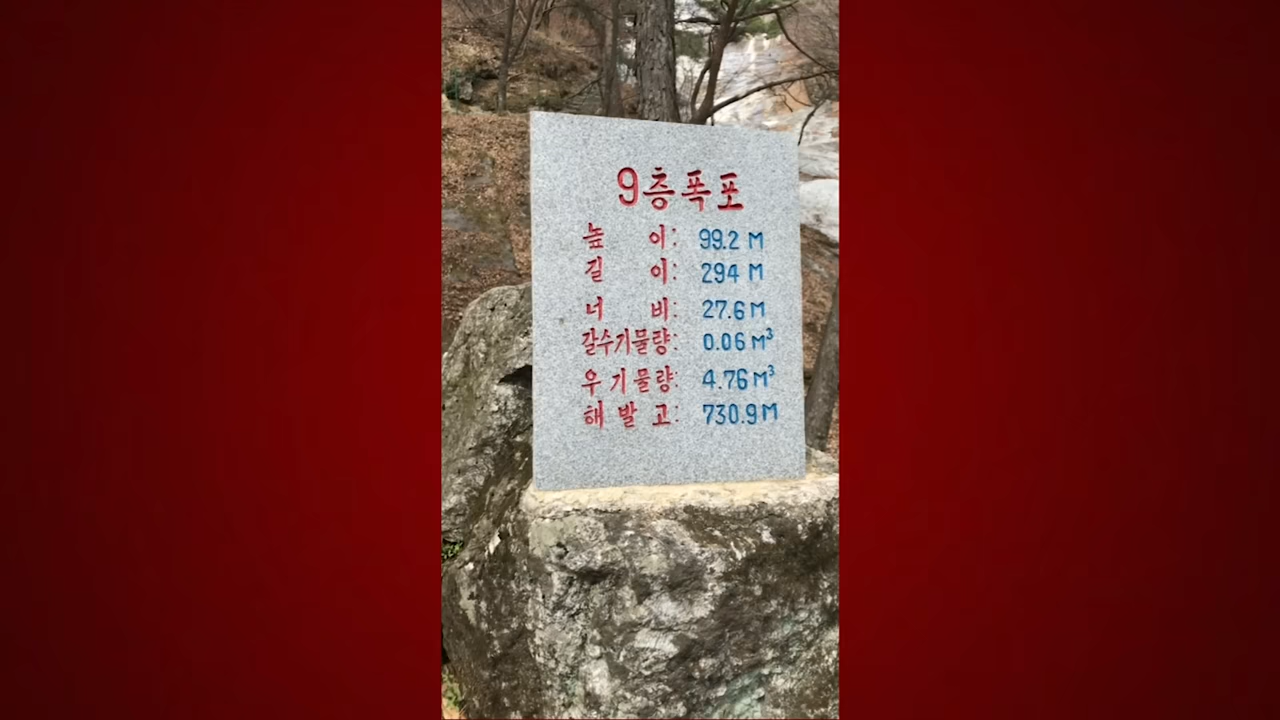 9층폭포
높 이: 99.2 M
길 이: 294 M
너 비: 27.6 M
갈수기물량: 0.06 M³
우기물량: 4.76 M³
해발고: 730.9 M